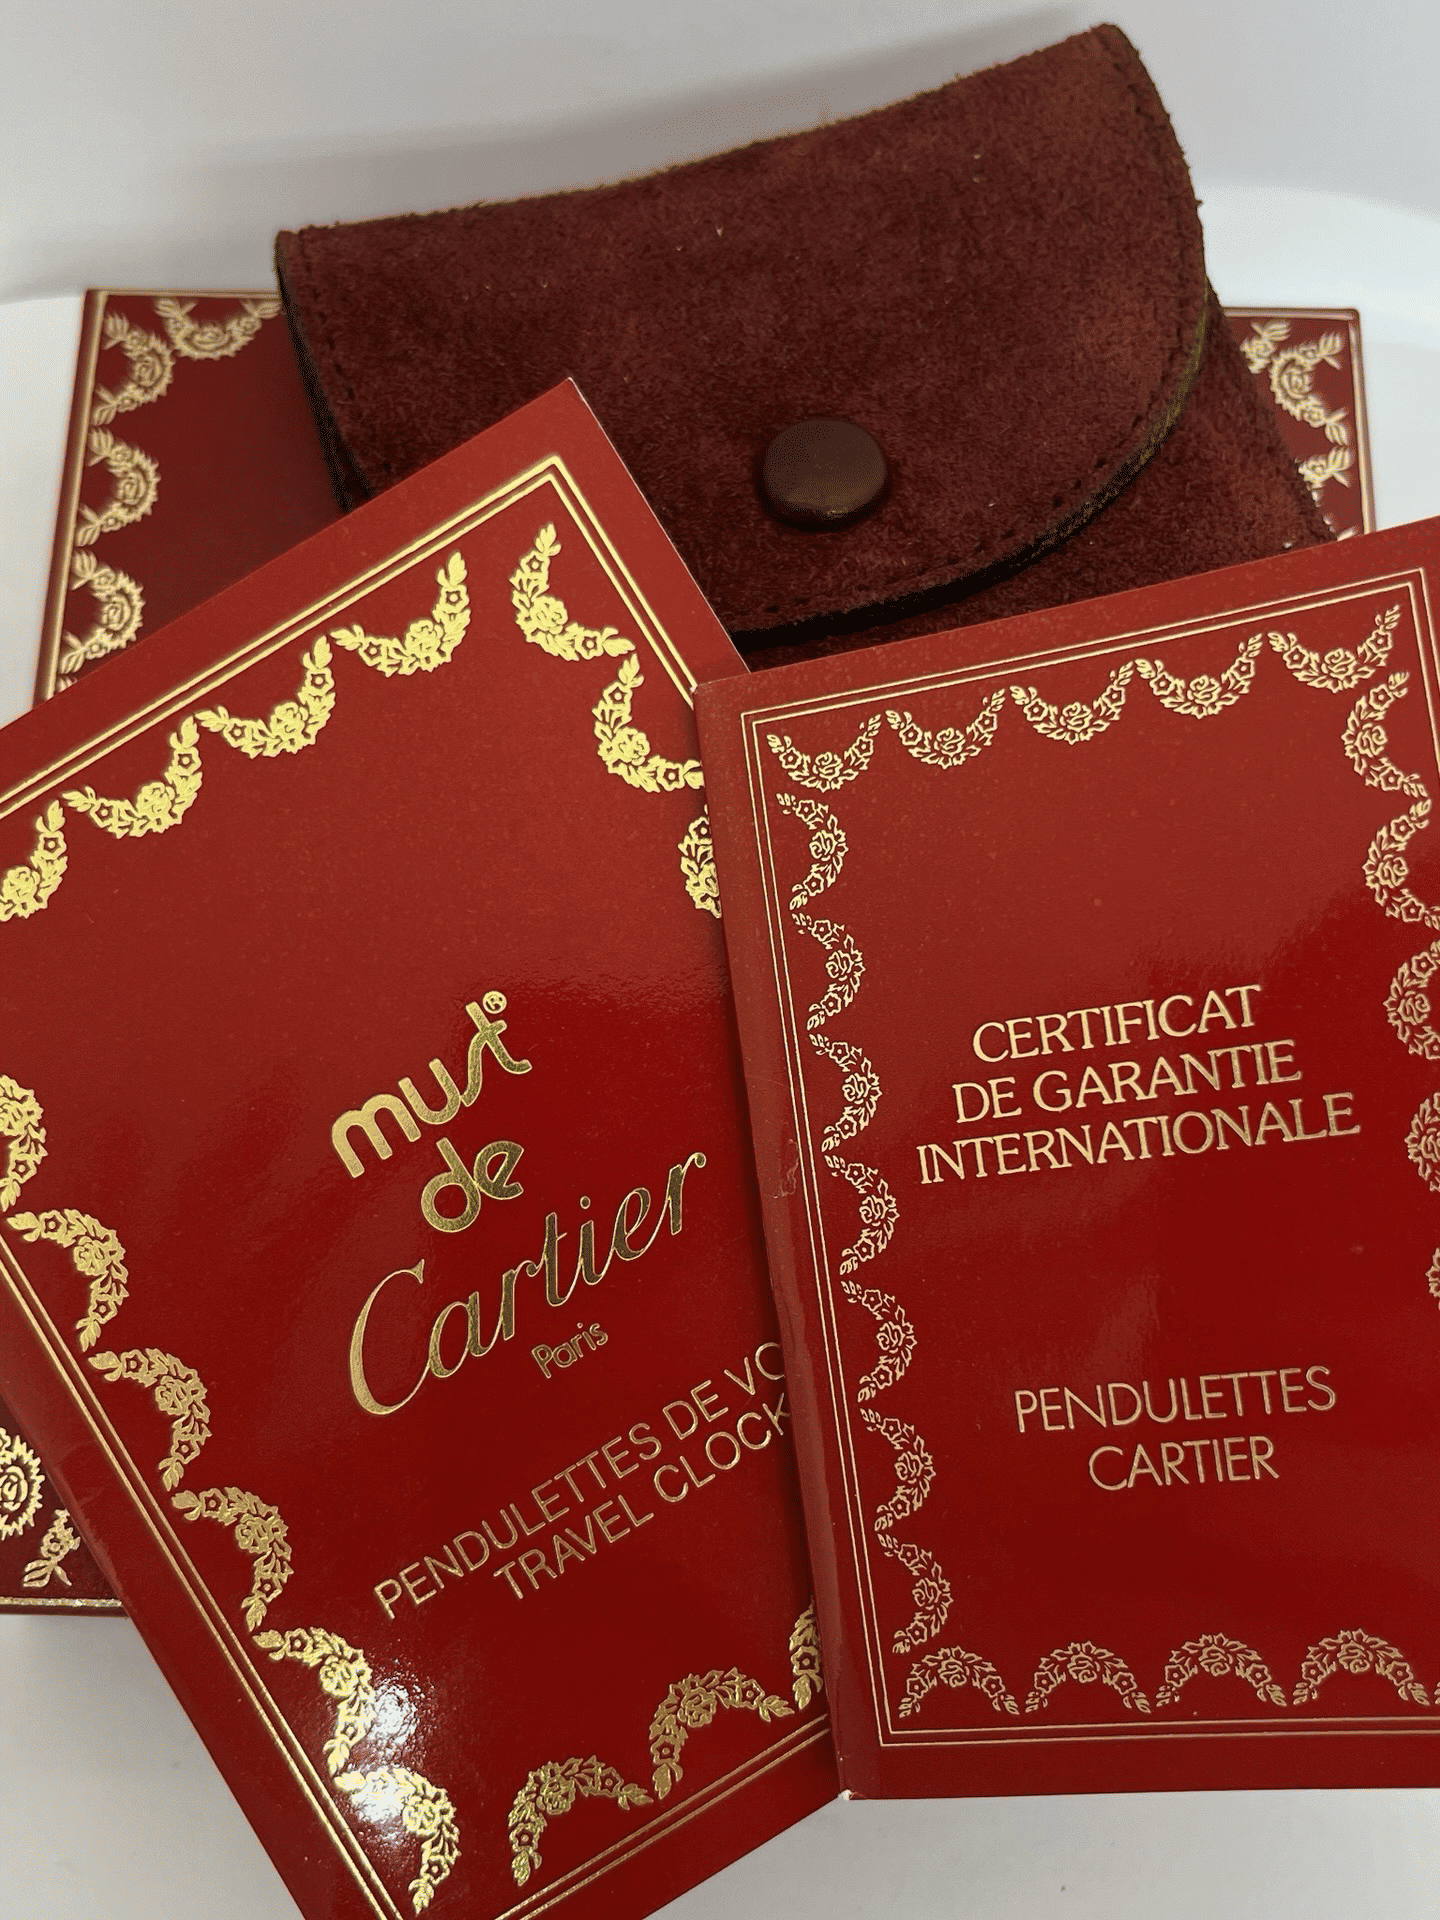 must®
de
Cartier
Paris
PENDULETTES DE VO
TRAVEL CLOCK
CERTIFICAT
DE GARANTIE
INTERNATIONALE
PENDULETTES
CARTIER